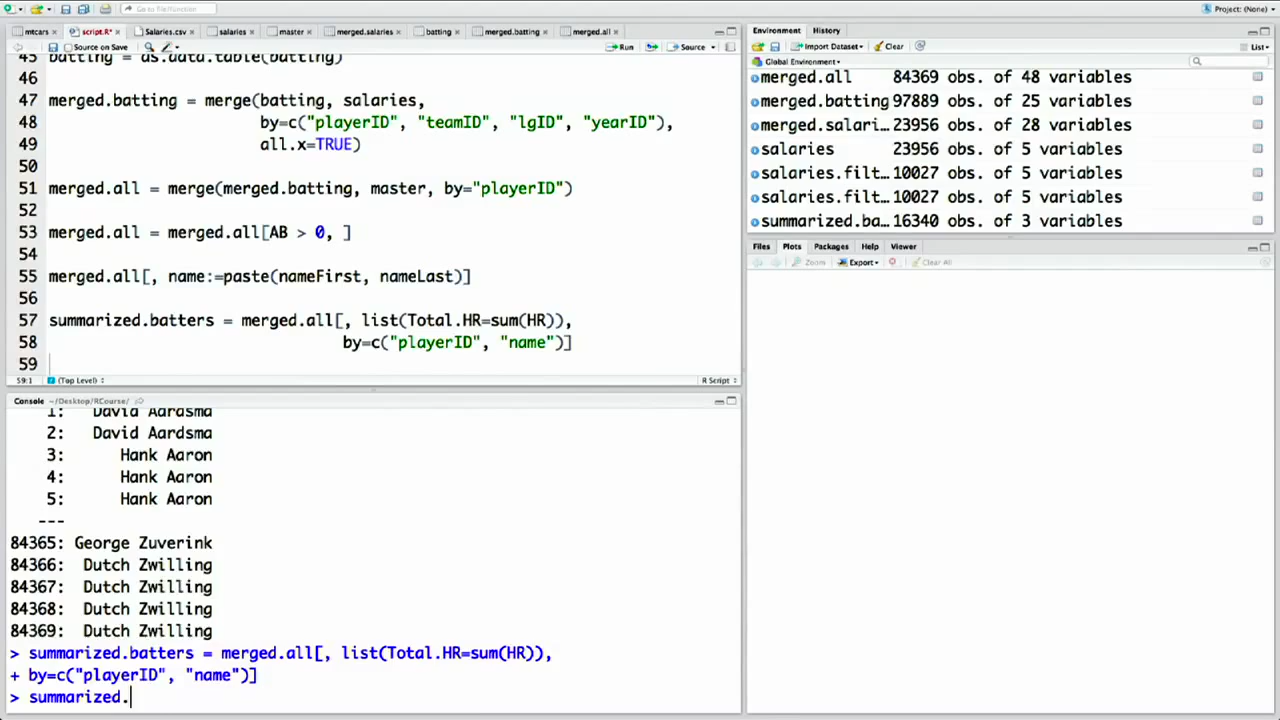 Go to file/function
Project: (None)
mtcars
script.R*
Salaries.csv
salaries
master
merged.salaries
batting
merged.batting
merged.all
Source on Save
Run
Source
45 batting = as.data.table(batting)
46
47 merged.batting = merge(batting, salaries,
48 by=c("playerID", "teamID", "lgID", "yearID"),
49 all.x=TRUE)
50
51 merged.all = merge(merged.batting, master, by="playerID")
52
53 merged.all = merged.all[AB > 0, ]
54
55 merged.all[, name:=paste(nameFirst, nameLast)]
56
57 summarized.batters = merged.all[, list(Total.HR=sum(HR)),
58 by=c("playerID", "name")]
59
59:1 (Top Level)
R Script
Console ~/Desktop/RCourse/
1: David Aardsma
2: David Aardsma
3: Hank Aaron
4: Hank Aaron
5: Hank Aaron
---
84365: George Zuverink
84366: Dutch Zwilling
84367: Dutch Zwilling
84368: Dutch Zwilling
84369: Dutch Zwilling
> summarized.batters = merged.all[, list(Total.HR=sum(HR)),
+ by=c("playerID", "name")]
> summarized.
Environment History
Import Dataset Clear
List
Global Environment
merged.all 84369 obs. of 48 variables
merged.batting 97889 obs. of 25 variables
merged.salari… 23956 obs. of 28 variables
salaries 23956 obs. of 5 variables
salaries.filt… 10027 obs. of 5 variables
salaries.filt… 10027 obs. of 5 variables
summarized.ba… 16340 obs. of 3 variables
Files Plots Packages Help Viewer
Zoom Export Clear All